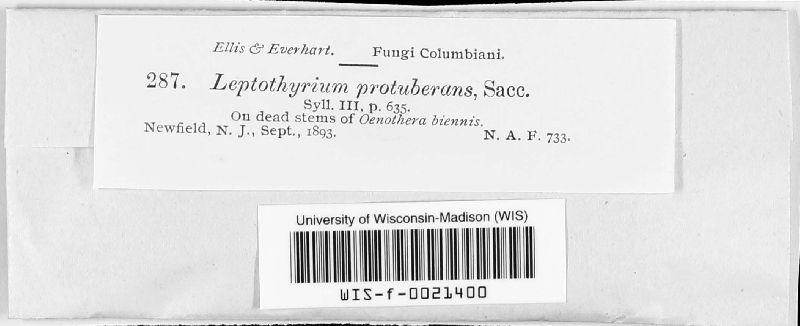 Ellis & Everhart. Fungi Columbiani.
287. Leptothyrium protuberans, Sacc.
Syll. III, p. 635.
On dead stems of Oenothera biennis.
Newfield, N. J., Sept., 1893. N. A. F. 733.
University of Wisconsin-Madison (WIS)
WIS-f-0021400